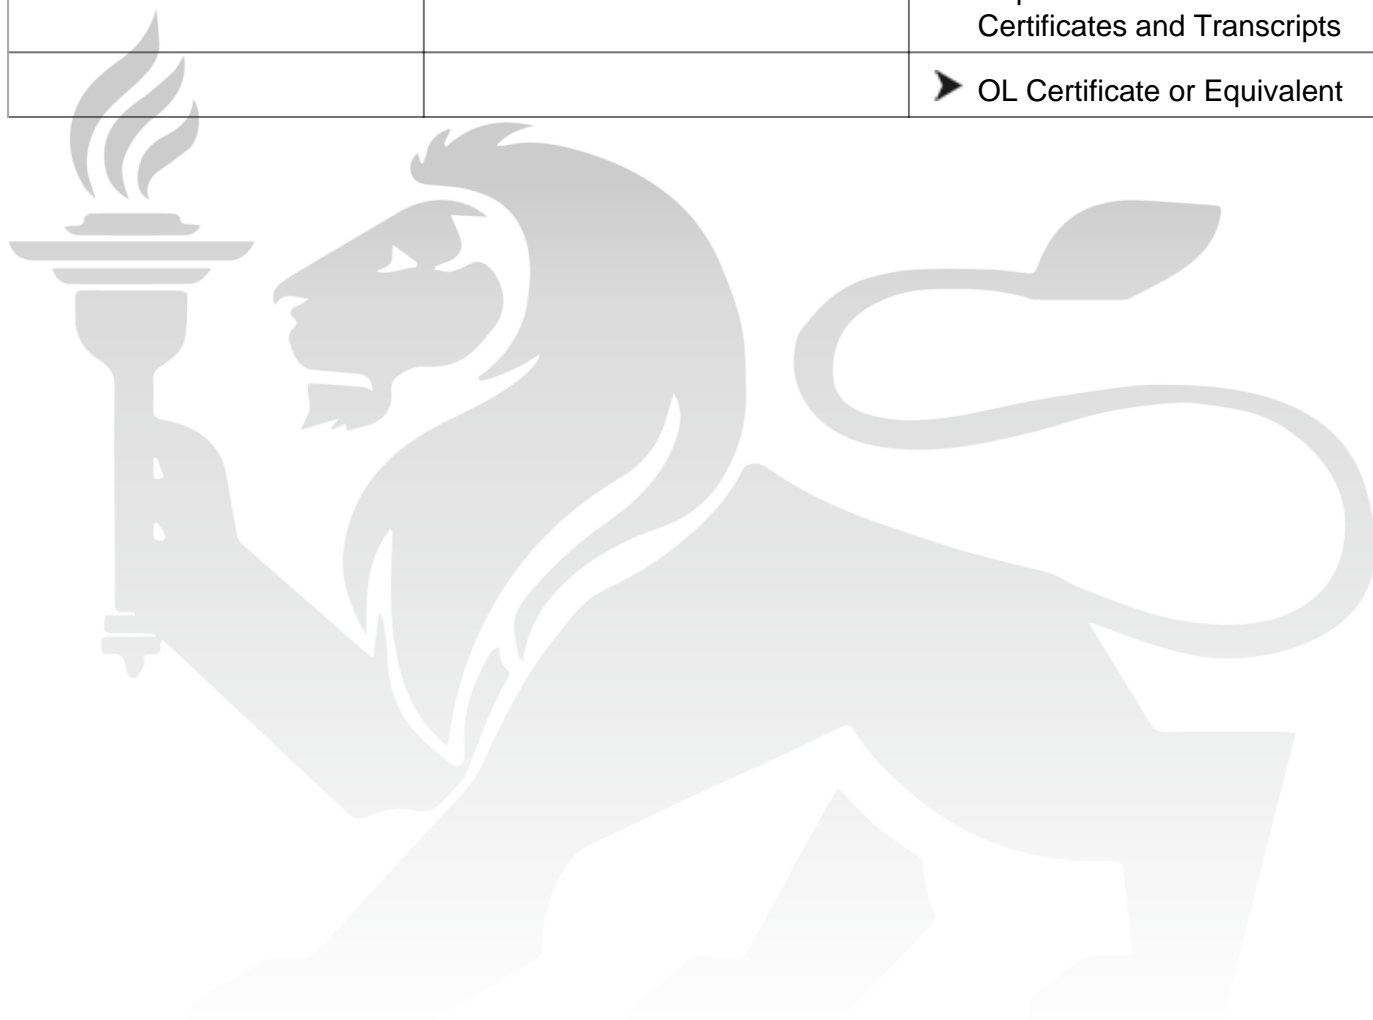 Certificates and Transcripts
➤ OL Certificate or Equivalent